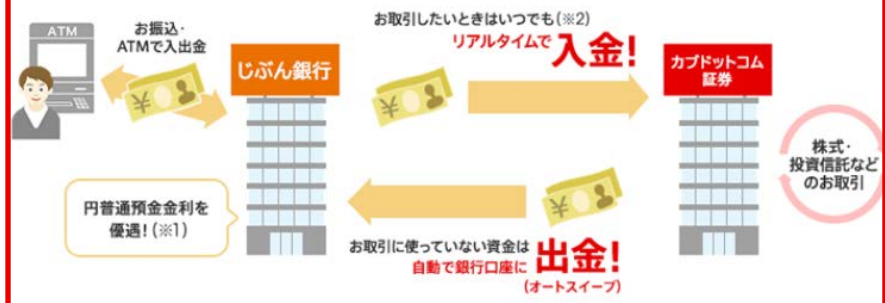 ATM
お振込・
ATMで入出金
じぶん銀行
お取引したいときはいつでも(※2)
リアルタイムで 入金!
カブドットコム
証券
株式・
投資信託など
のお取引
円普通預金金利を
優遇!(※1)
お取引に使っていない資金は
自動で銀行口座に 出金!
(オートスイープ)
¥
¥
¥